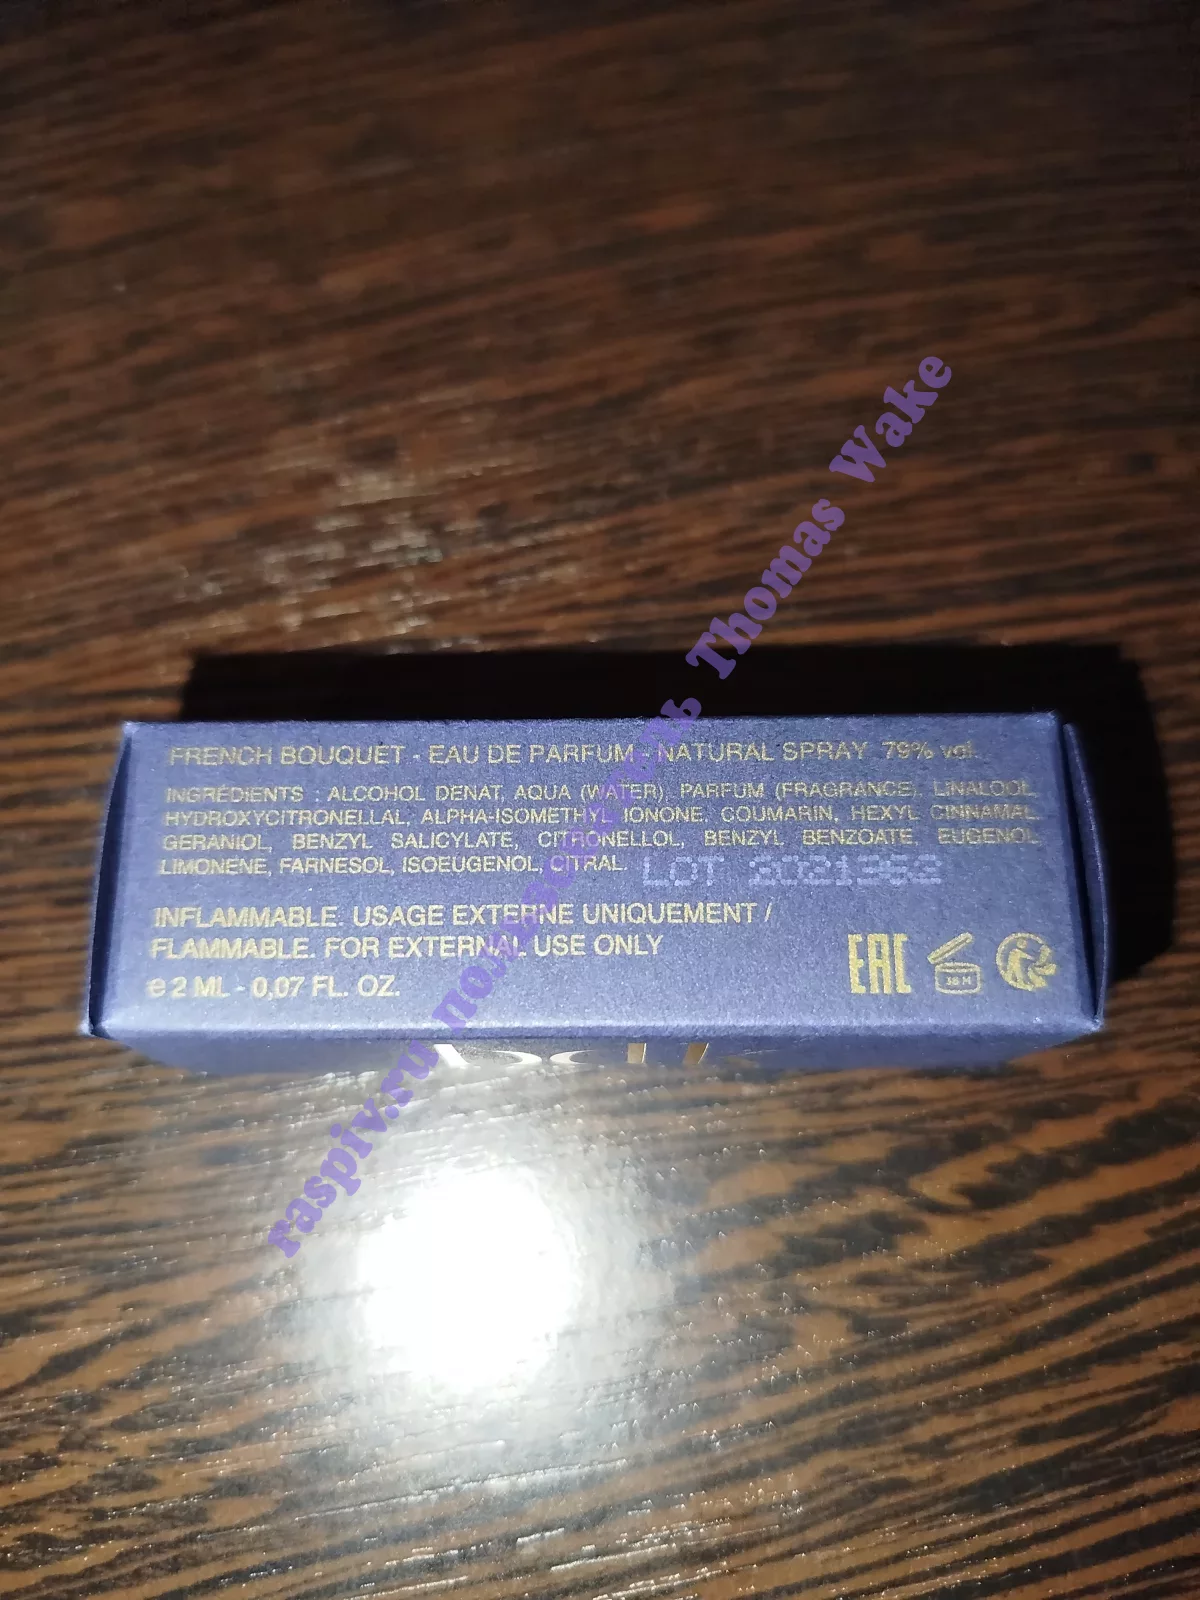 FRENCH BOUQUET - EAU DE PARFUM - NATURAL SPRAY 79% vol.
INGRÉDIENTS : ALCOHOL DENAT, AQUA (WATER), PARFUM (FRAGRANCE), LINALOOL,
HYDROXYCITRONELLAL, ALPHA-ISOMETHYL IONONE, COUMARIN, HEXYL CINNAMAL,
GERANIOL, BENZYL SALICYLATE, CITRONELLOL, BENZYL BENZOATE, EUGENOL,
LIMONENE, FARNESOL, ISOEUGENOL, CITRAL.
LOT 2021362
INFLAMMABLE. USAGE EXTERNE UNIQUEMENT /
FLAMMABLE. FOR EXTERNAL USE ONLY
e 2 ML - 0,07 FL. OZ.
EAC
36 M
raspiv.ru пользователь Thomas Wake